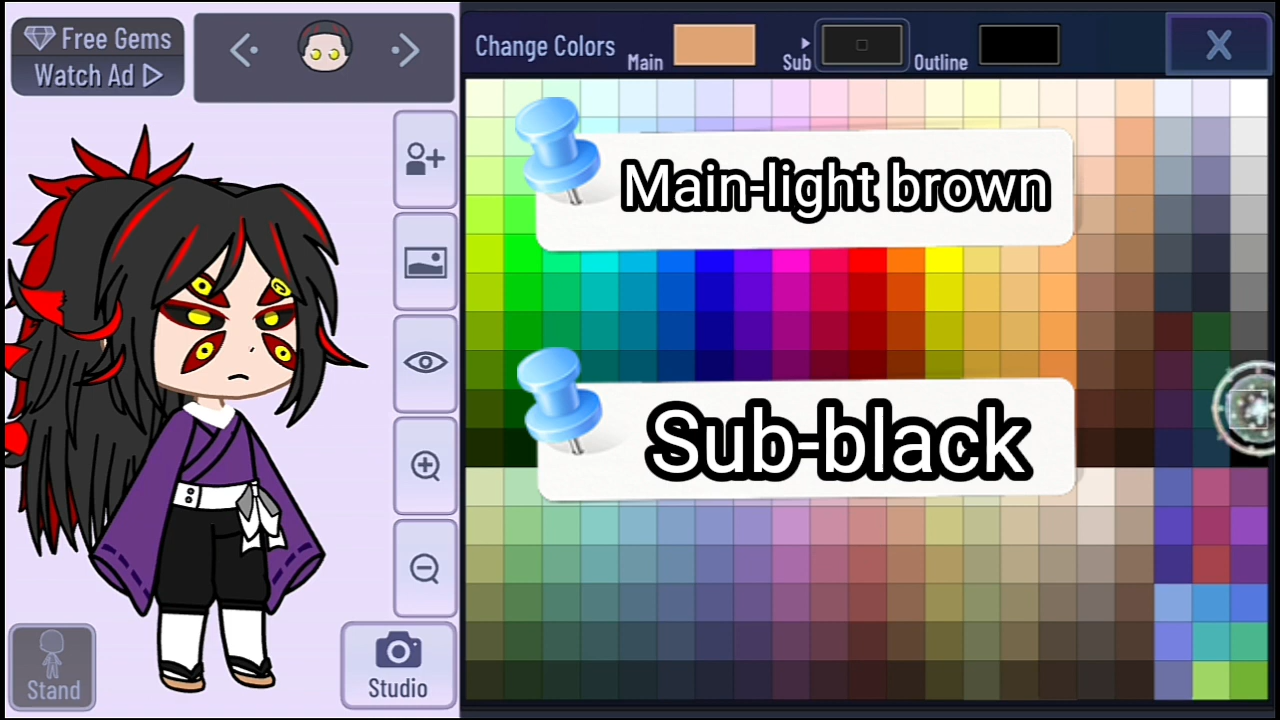 Free Gems
Watch Ad
Change Colors
Main
Sub
Outline
X
Main-light brown
Sub-black
Stand
Studio